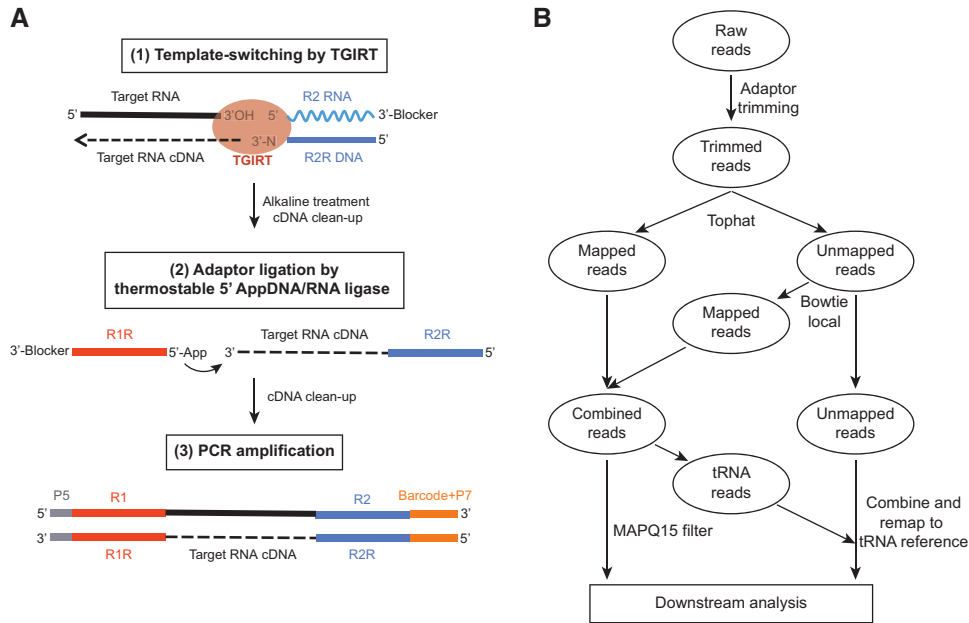 A
(1) Template-switching by TGIRT
Target RNA
R2 RNA
5'
3'OH
5'
3'-Blocker
3'-N
5'
Target RNA cDNA
TGIRT
R2R DNA
Alkaline treatment
cDNA clean-up
(2) Adaptor ligation by
thermostable 5' AppDNA/RNA ligase
R1R
Target RNA cDNA
R2R
3'-Blocker
5'-App
3'
5'
cDNA clean-up
(3) PCR amplification
P5
R1
R2
Barcode+P7
5'
3'
3'
5'
R1R
Target RNA cDNA
R2R
B
Raw
reads
Adaptor
trimming
Trimmed
reads
Tophat
Mapped
reads
Unmapped
reads
Mapped
reads
Bowtie
local
Combined
reads
Unmapped
reads
tRNA
reads
MAPQ15 filter
Combine and
remap to
tRNA reference
Downstream analysis